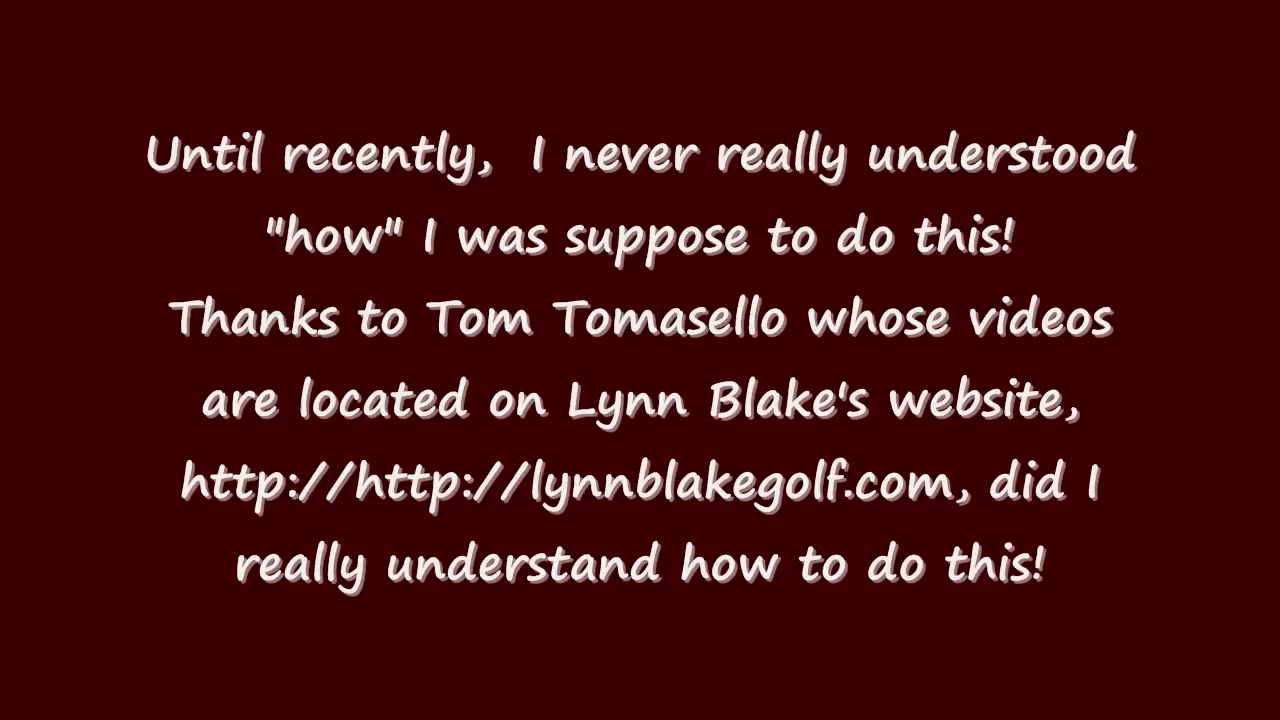 Until recently,  I never really understood
"how" I was suppose to do this!
Thanks to Tom Tomasello whose videos
are located on Lynn Blake's website,
http://http://lynnblakegolf.com, did I
really understand how to do this!